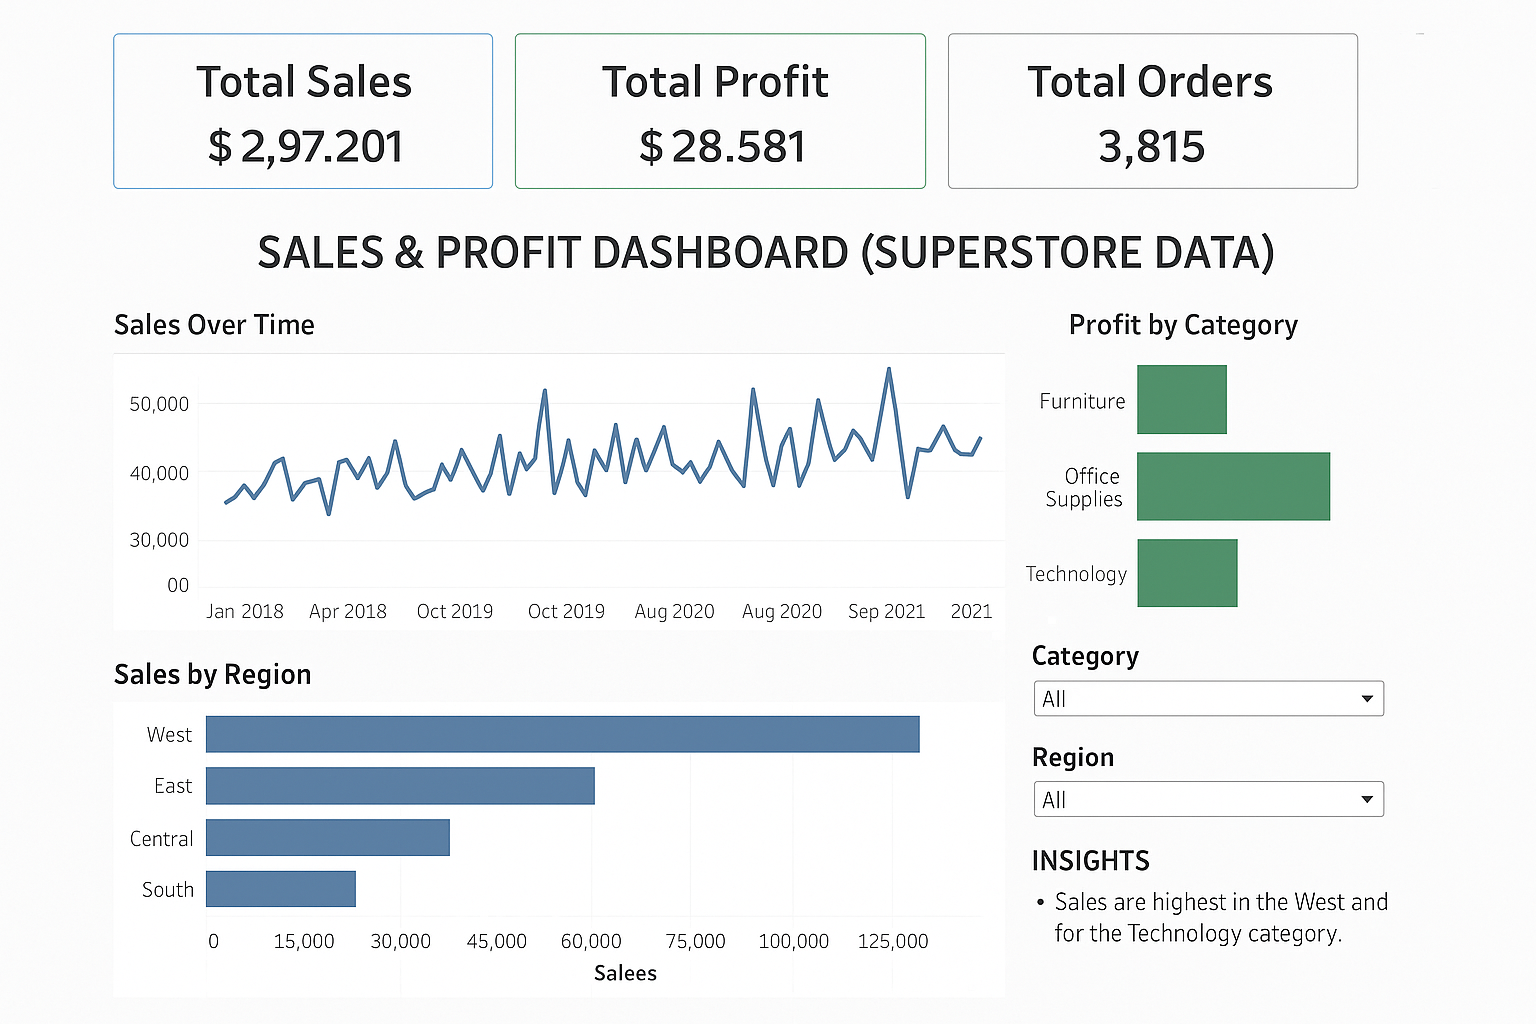 Total Sales
$ 2,97.201
Total Profit
$ 28.581
Total Orders
3,815
SALES & PROFIT DASHBOARD (SUPERSTORE DATA)
Sales Over Time
50,000
40,000
30,000
00
Jan 2018 Apr 2018 Oct 2019 Oct 2019 Aug 2020 Aug 2020 Sep 2021 2021
Profit by Category
Furniture
Office
Supplies
Technology
Sales by Region
West
East
Central
South
0 15,000 30,000 45,000 60,000 75,000 100,000 125,000
Salees
Category
All
Region
All
INSIGHTS
• Sales are highest in the West and
for the Technology category.